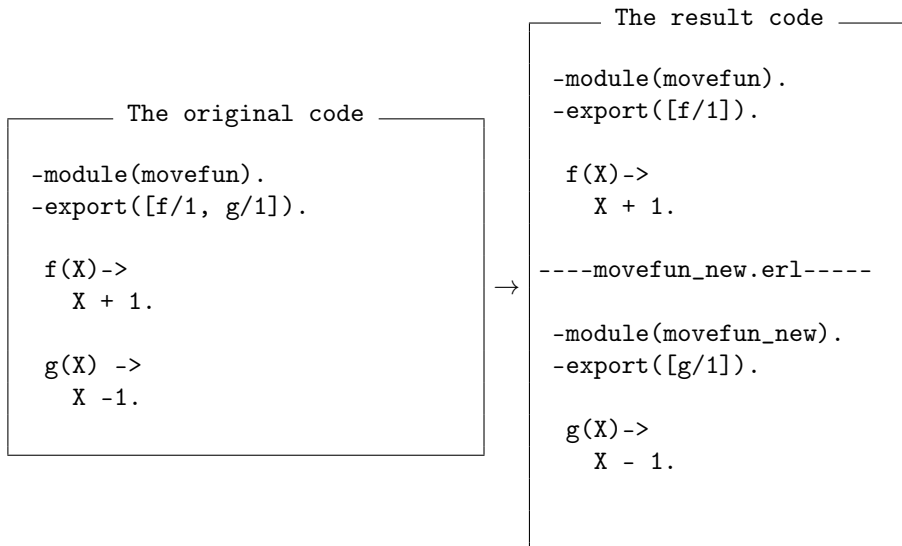 The original code
-module(movefun).
-export([f/1, g/1]).
f(X)->
X + 1.
g(X) ->
X -1.
→
The result code
-module(movefun).
-export([f/1]).
f(X)->
X + 1.
----movefun_new.erl-----
-module(movefun_new).
-export([g/1]).
g(X)->
X - 1.